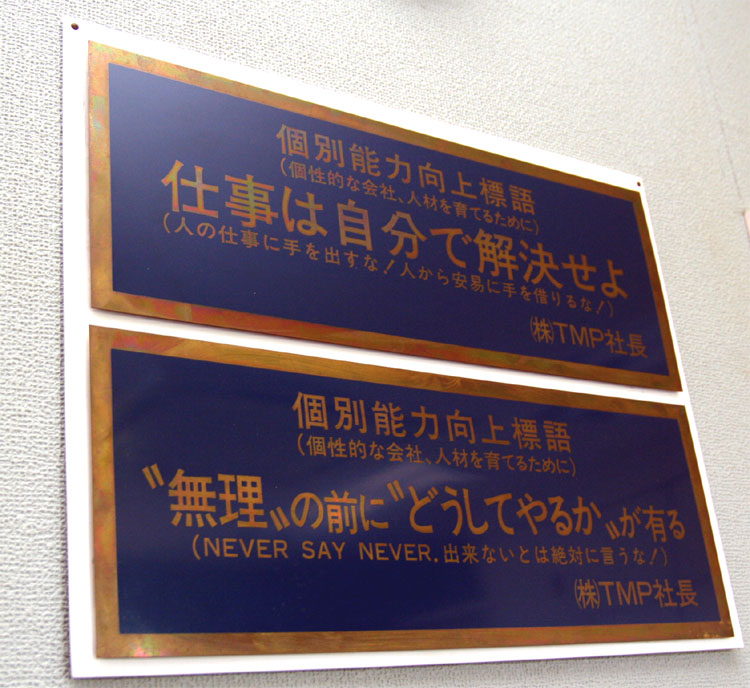 個別能力向上標語
(個性的な会社、人材を育てるために)
仕事は自分で解決せよ
(人の仕事に手を出すな!人から安易に手を借りるな!)
㈱TMP社長
個別能力向上標語
(個性的な会社、人材を育てるために)
〝無理〟の前に〝どうしてやるか〟が有る
(NEVER SAY NEVER.出来ないとは絶対に言うな!)
㈱TMP社長